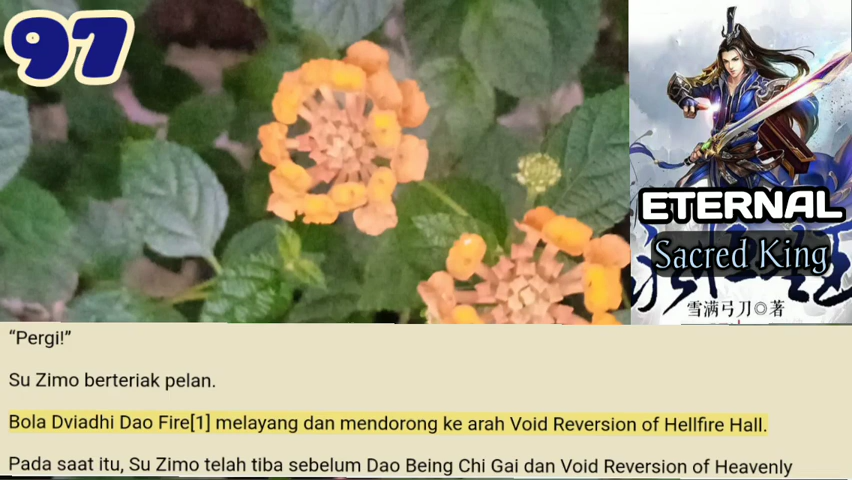 97
ETERNAL
Sacred King
雪满弓刀◎著
“Pergi!”
Su Zimo berteriak pelan.
Bola Dviadhi Dao Fire[1] melayang dan mendorong ke arah Void Reversion of Hellfire Hall.
Pada saat itu, Su Zimo telah tiba sebelum Dao Being Chi Gai dan Void Reversion of Heavenly